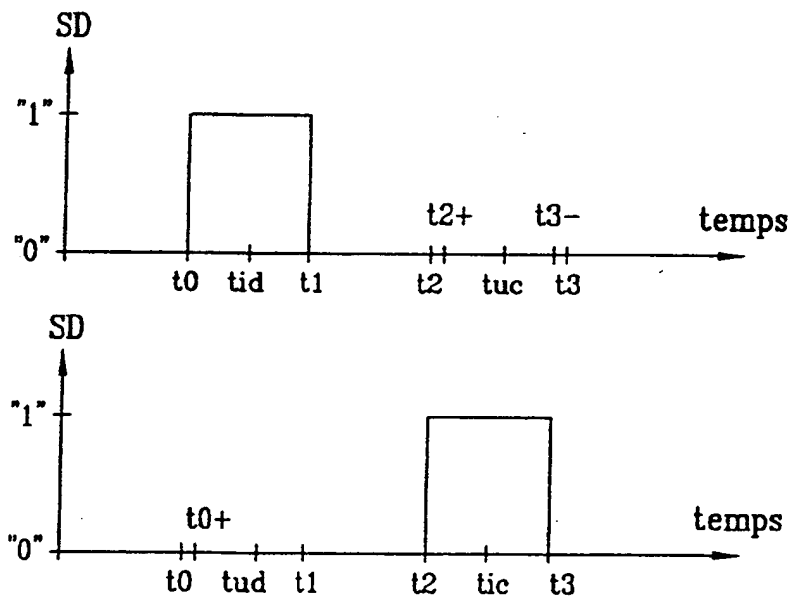 SD
"1"
t2+ t3- temps
"0"
t0 tid t1 t2 tuc t3
SD
"1"
t0+ temps
"0"
t0 tud t1 t2 tic t3